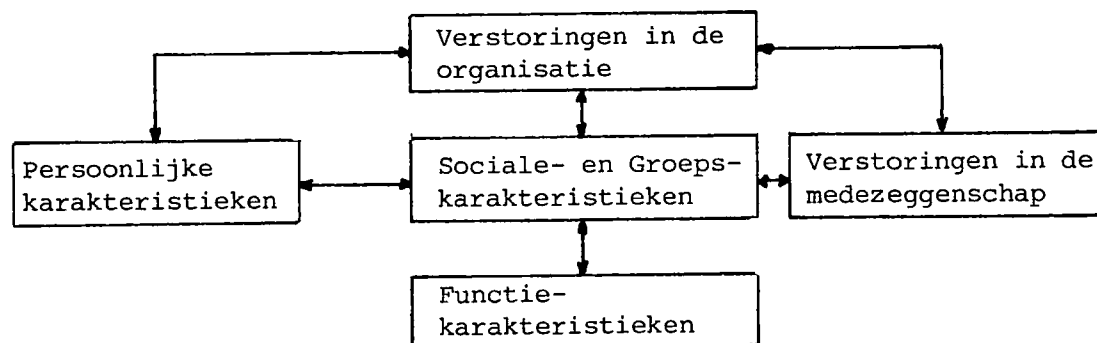 Verstoringen in de
organisatie
Persoonlijke
karakteristieken
Sociale- en Groeps-
karakteristieken
Verstoringen in de
medezeggenschap
Functie-
karakteristieken